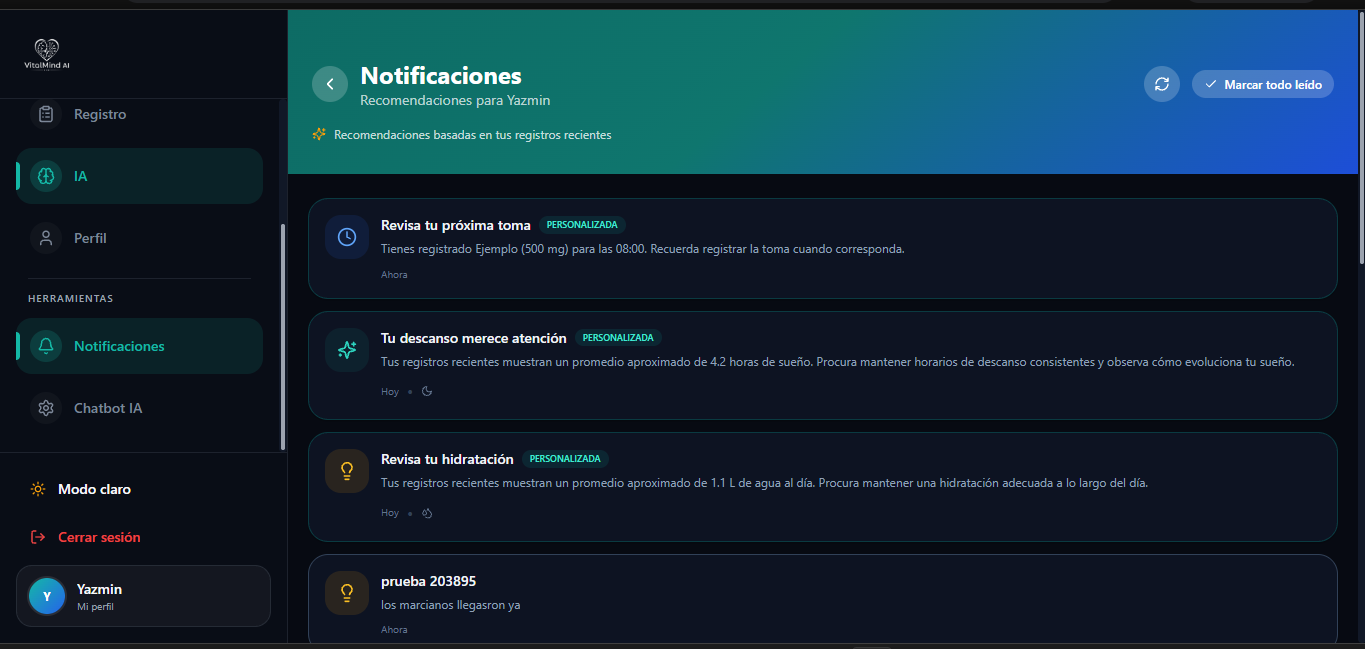 VitalMind AI
Registro
IA
Perfil
HERRAMIENTAS
Notificaciones
Chatbot IA
Modo claro
Cerrar sesión
Y
Yazmin
Mi perfil
Notificaciones
Recomendaciones para Yazmin
Marcar todo leído
Recomendaciones basadas en tus registros recientes
Revisa tu próxima toma PERSONALIZADA
Tienes registrado Ejemplo (500 mg) para las 08:00. Recuerda registrar la toma cuando corresponda.
Ahora
Tu descanso merece atención PERSONALIZADA
Tus registros recientes muestran un promedio aproximado de 4.2 horas de sueño. Procura mantener horarios de descanso consistentes y observa cómo evoluciona tu sueño.
Hoy
Revisa tu hidratación PERSONALIZADA
Tus registros recientes muestran un promedio aproximado de 1.1 L de agua al día. Procura mantener una hidratación adecuada a lo largo del día.
Hoy
prueba 203895
los marcianos llegasron ya
Ahora